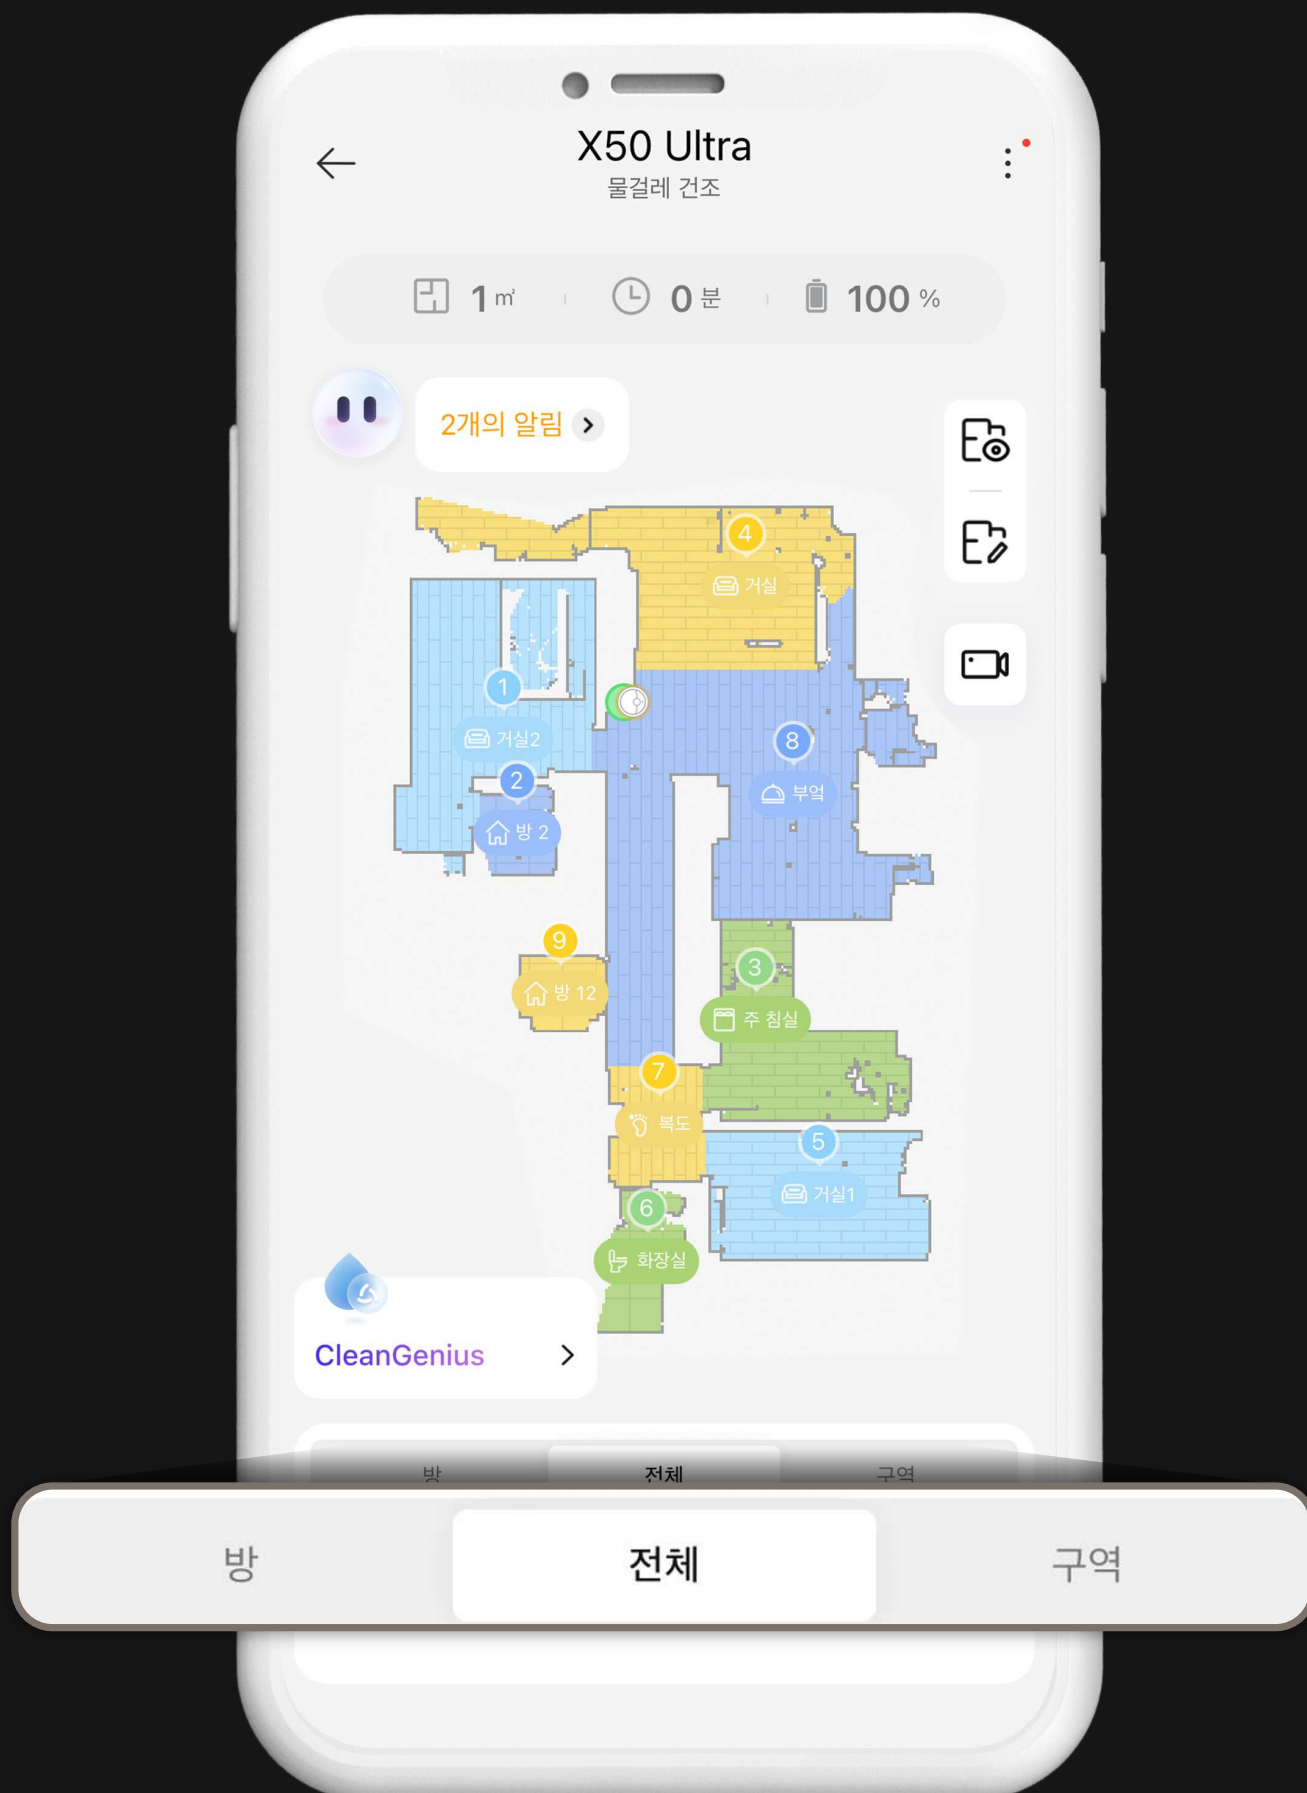 X50 Ultra
물걸레 건조
1 ㎡ 0 분 100 %
2개의 알림
4
거실
1
거실2
8
부엌
2
방 2
9
방 12
3
주 침실
7
복도
5
거실1
6
화장실
CleanGenius
방 전체 구역
방 전체 구역